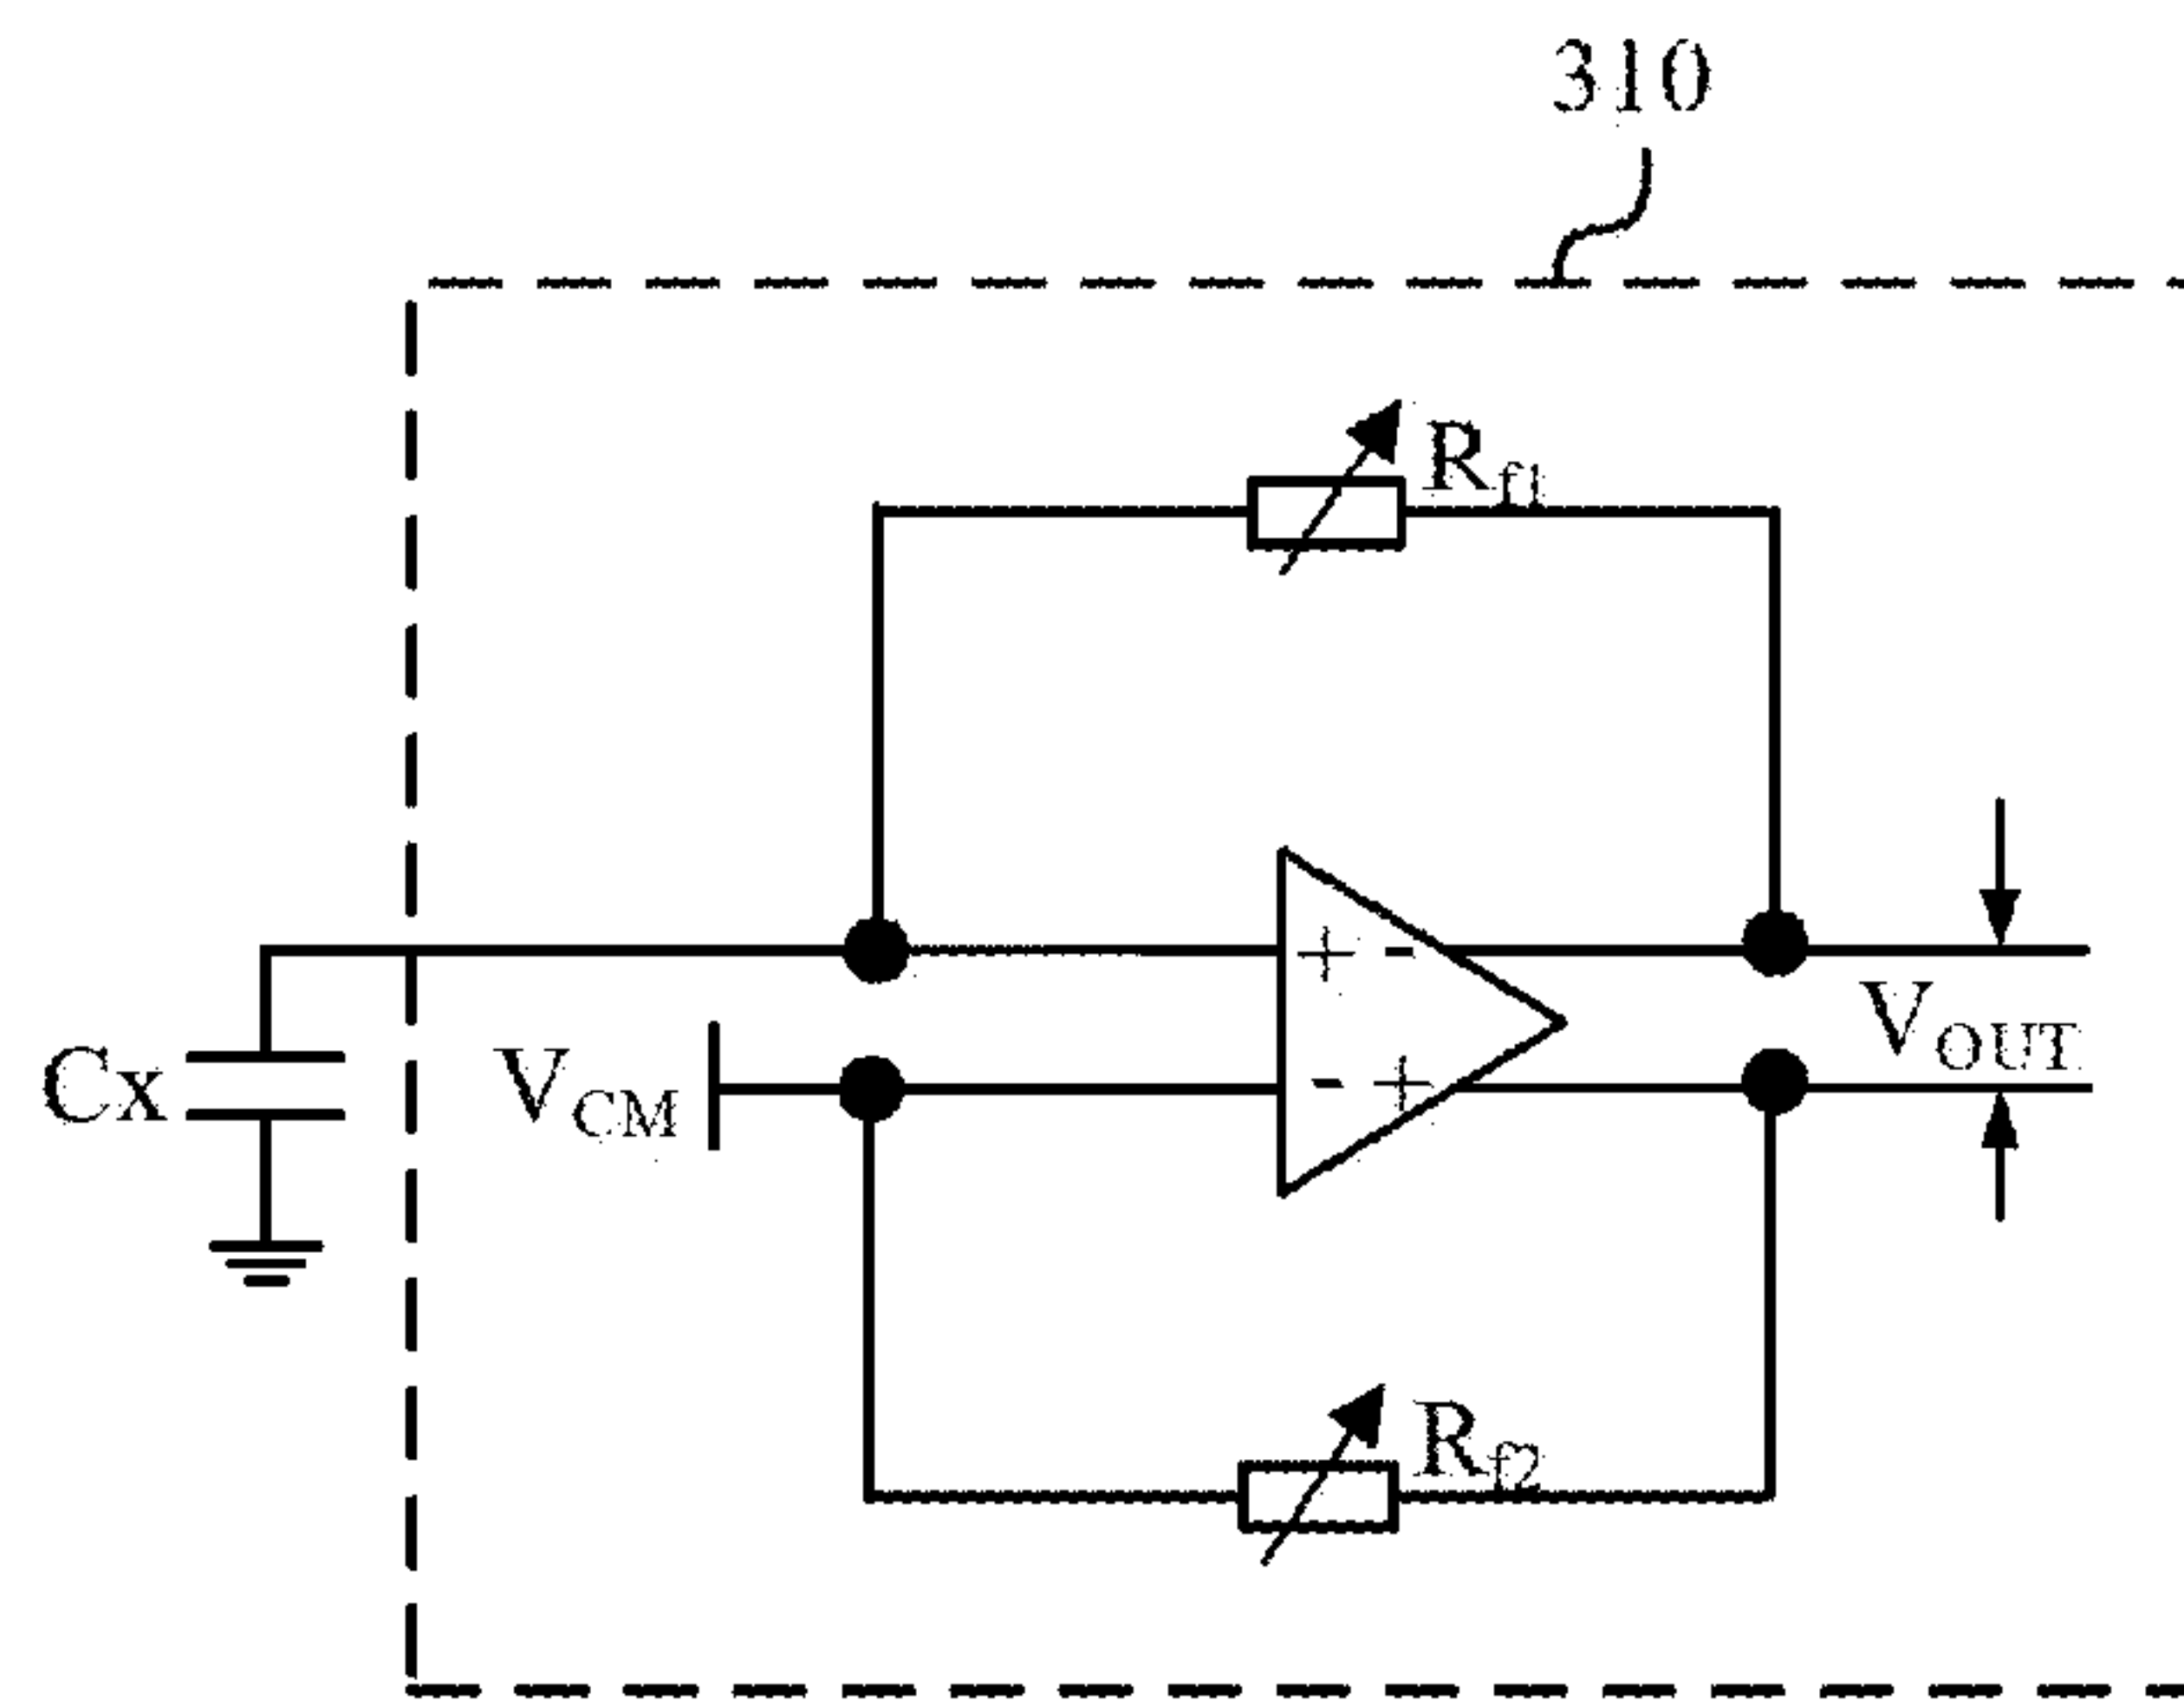 310
Rf1
+ -
Cx
VCM
VOUT
- +
Rf2